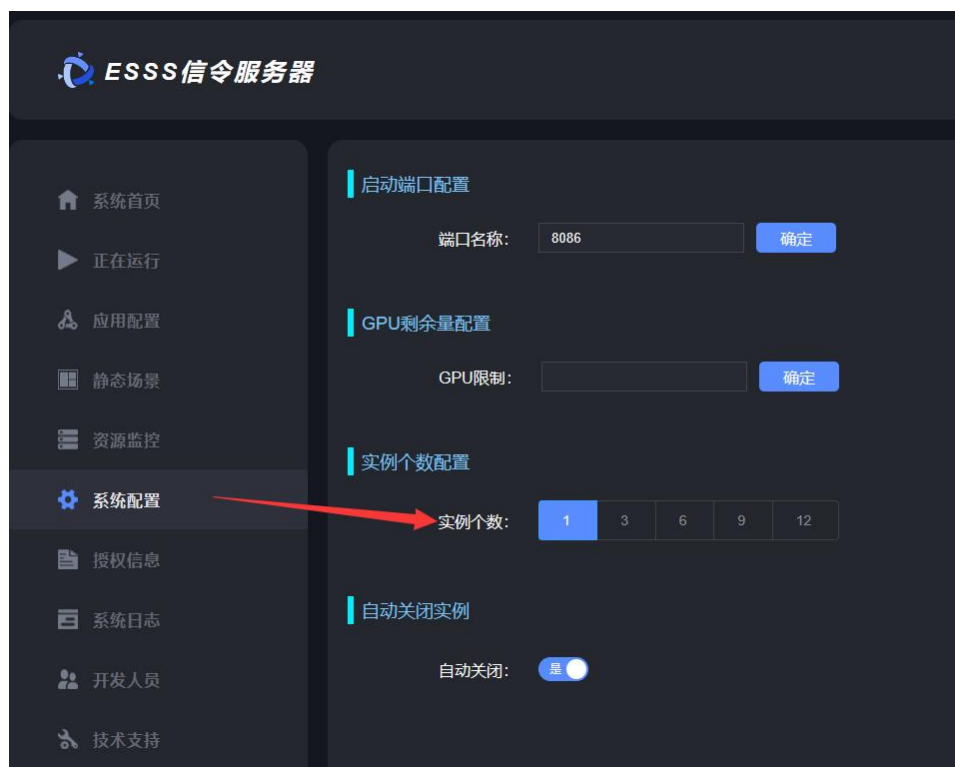 ESSS信令服务器
系统首页
正在运行
应用配置
静态场景
资源监控
系统配置
授权信息
系统日志
开发人员
技术支持
启动端口配置
端口名称： 8086 确定
GPU剩余量配置
GPU限制： 确定
实例个数配置
实例个数： 1 3 6 9 12
自动关闭实例
自动关闭： 是